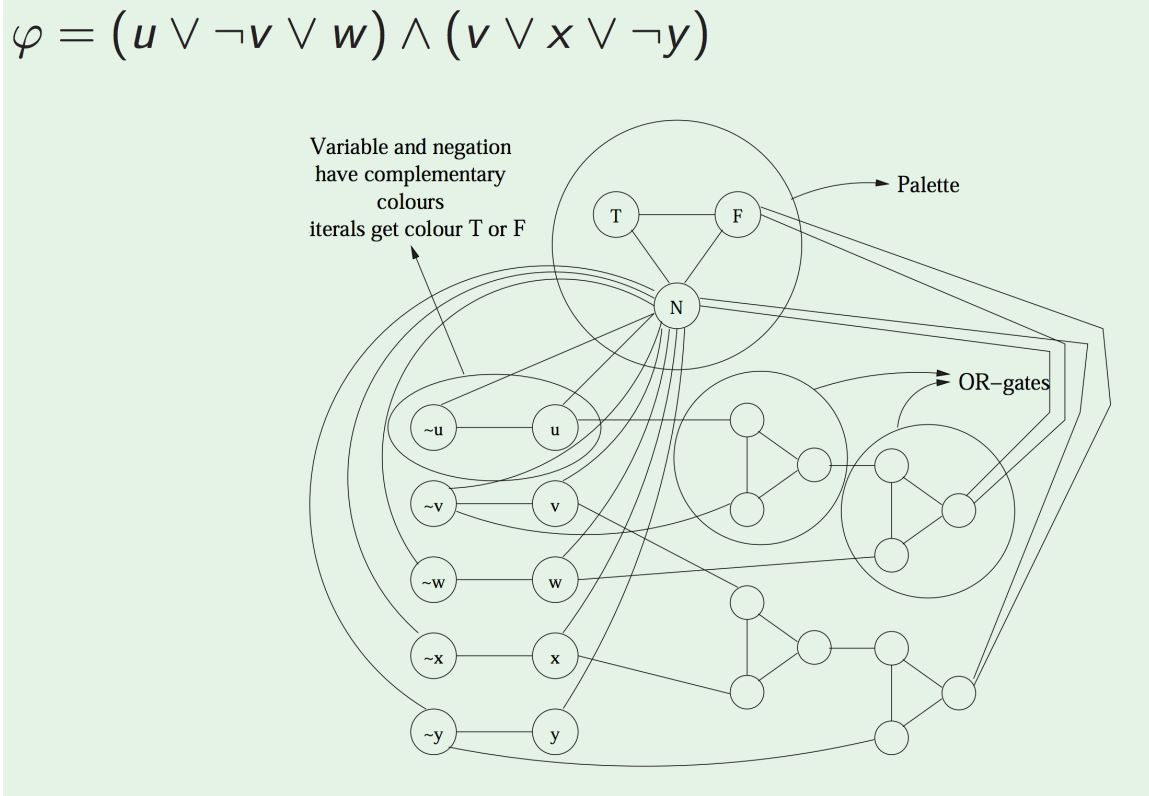 φ = (u ∨ ¬v ∨ w) ∧ (v ∨ x ∨ ¬y)
Variable and negation
have complementary
colours
iterals get colour T or F
Palette
T
F
N
OR–gates
~u
u
~v
v
~w
w
~x
x
~y
y